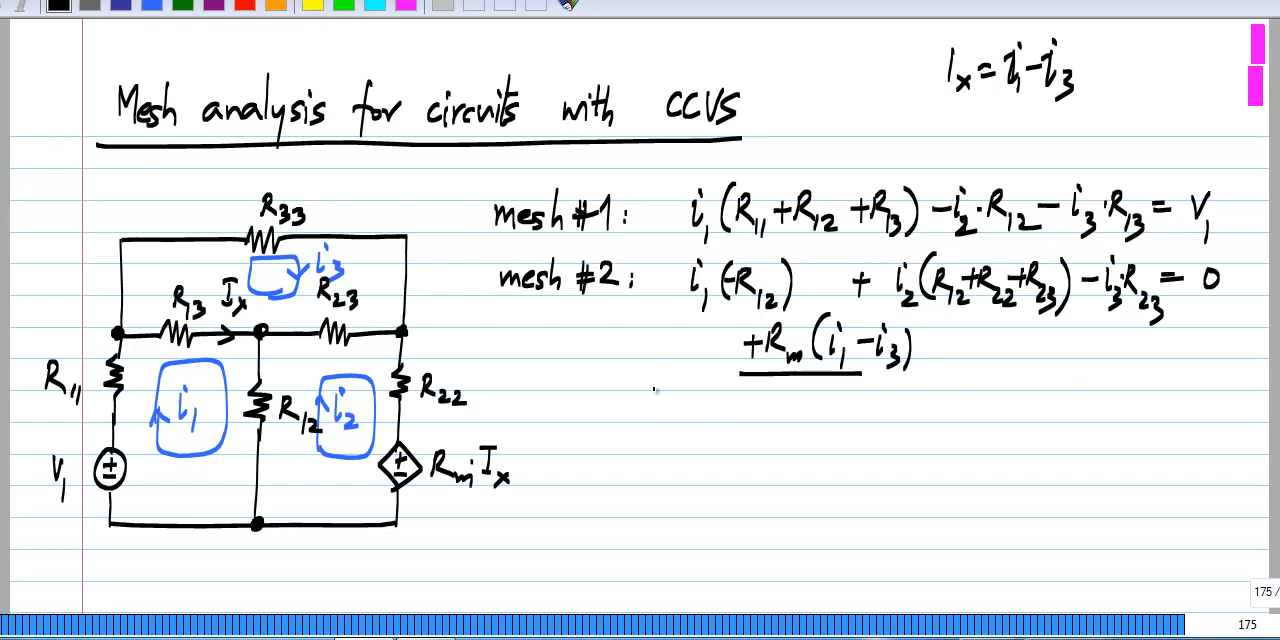 Iₓ = i₁ − i₃
Mesh analysis for circuits with CCVS
R₃₃
i₃
R₁₃ Iₓ R₂₃
R₁₁ i₁ R₁₂ i₂ R₂₂
V₁ ± ± Rₘ Iₓ
mesh #1: i₁(R₁₁ + R₁₂ + R₁₃) − i₂·R₁₂ − i₃·R₁₃ = V₁
mesh #2: i₁(−R₁₂) + i₂(R₁₂+R₂₂+R₂₃) − i₃·R₂₃ = 0
+Rₘ(i₁ − i₃)
175 /
175